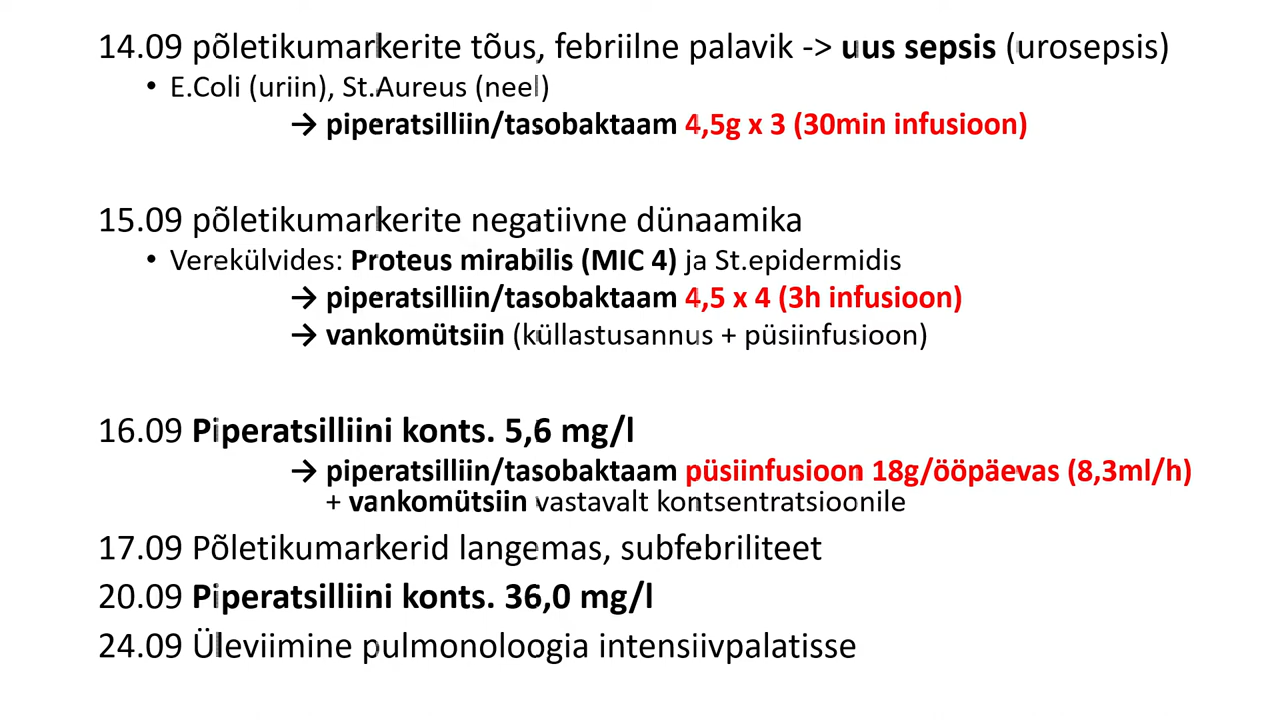 14.09 põletikumarkerite tõus, febriilne palavik -> uus sepsis (urosepsis)
• E.Coli (uriin), St.Aureus (neel)
→ piperatsilliin/tasobaktaam 4,5g x 3 (30min infusioon)
15.09 põletikumarkerite negatiivne dünaamika
• Verekülvides: Proteus mirabilis (MIC 4) ja St.epidermidis
→ piperatsilliin/tasobaktaam 4,5 x 4 (3h infusioon)
→ vankomütsiin (küllastusannus + püsiinfusioon)
16.09 Piperatsilliini konts. 5,6 mg/l
→ piperatsilliin/tasobaktaam püsiinfusioon 18g/ööpäevas (8,3ml/h)
+ vankomütsiin vastavalt kontsentratsioonile
17.09 Põletikumarkerid langemas, subfebriliteet
20.09 Piperatsilliini konts. 36,0 mg/l
24.09 Üleviimine pulmonoloogia intensiivpalatisse